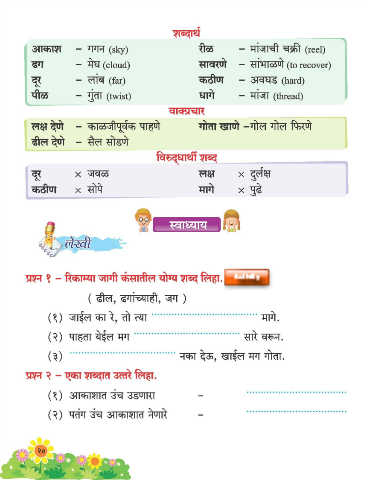 शब्दार्थ
आकाश – गगन (sky) रीळ – मांजाची चक्री (reel)
ढग – मेघ (cloud) सावरणे – सांभाळणे (to recover)
दूर – लांब (far) कठीण – अवघड (hard)
पीळ – गुंता (twist) धागे – मांजा (thread)
वाक्प्रचार
लक्ष देणे – काळजीपूर्वक पाहणे गोता खाणे –गोल गोल फिरणे
ढील देणे – सैल सोडणे
विरुद्धार्थी शब्द
दूर × जवळ लक्ष × दुर्लक्ष
कठीण × सोपे मागे × पुढे
स्वाध्याय
लेखी
प्रश्न १ – रिकाम्या जागी कंसातील योग्य शब्द लिहा.
( ढील, ढगांच्याही, जग )
(१) जाईल का रे, तो त्या .................................... मागे.
(२) पाहता येईल मग .................................... सारे वरून.
(३) .................................... नका देऊ, खाईल मग गोता.
प्रश्न २ – एका शब्दात उत्तरे लिहा.
(१) आकाशात उंच उडणारा – ....................................
(२) पतंग उंच आकाशात नेणारे – ....................................